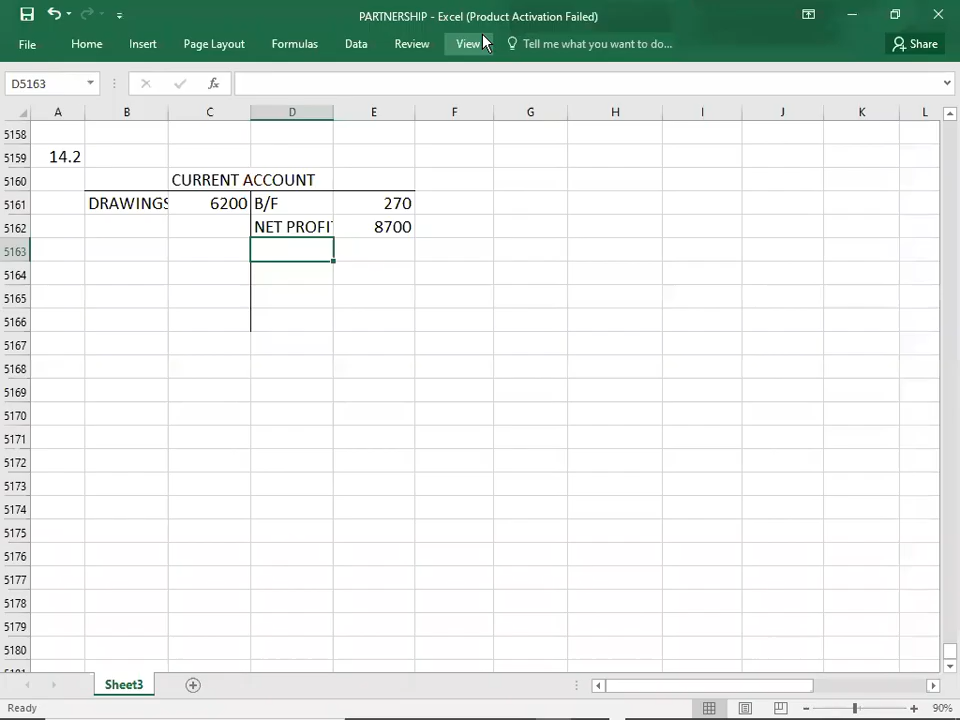 PARTNERSHIP - Excel (Product Activation Failed)
File Home Insert Page Layout Formulas Data Review View Tell me what you want to do... Share
D5163 fx
A B C D E F G H I J K L
5158
5159 14.2
5160 CURRENT ACCOUNT
5161 DRAWINGS 6200 B/F 270
5162 NET PROFI 8700
5163
5164
5165
5166
5167
5168
5169
5170
5171
5172
5173
5174
5175
5176
5177
5178
5179
5180
Sheet3
Ready 90%